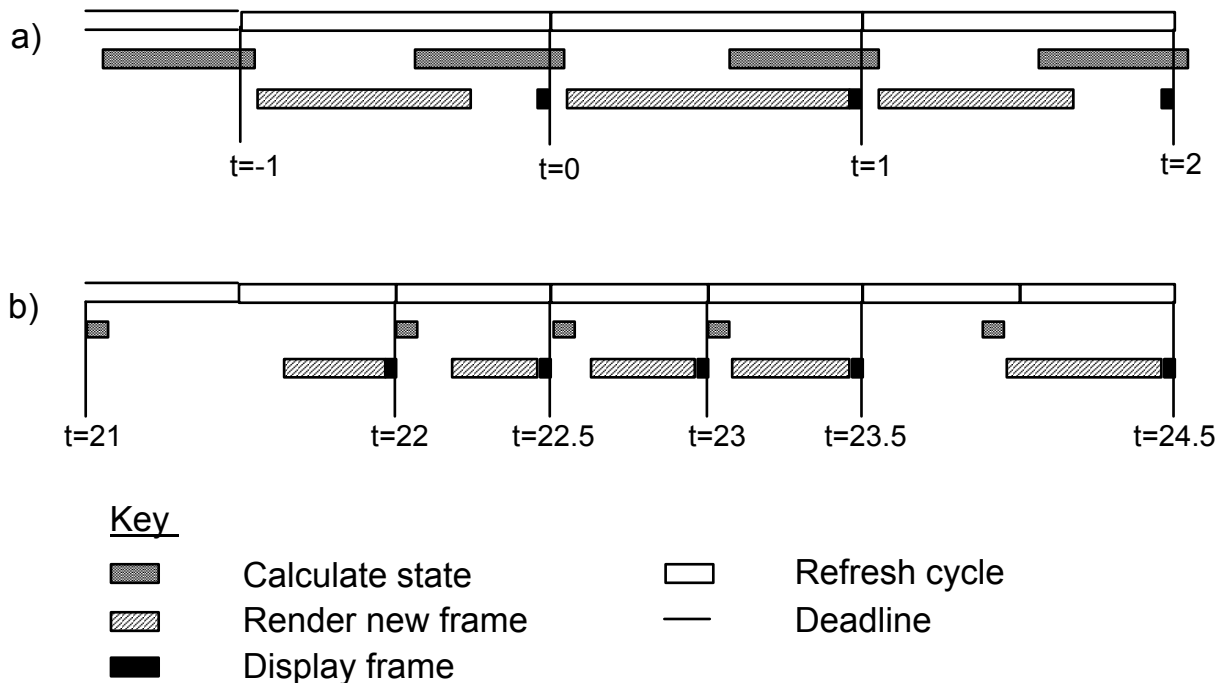 a)
t=-1 t=0 t=1 t=2
b)
t=21 t=22 t=22.5 t=23 t=23.5 t=24.5
Key
Calculate state Refresh cycle
Render new frame Deadline
Display frame